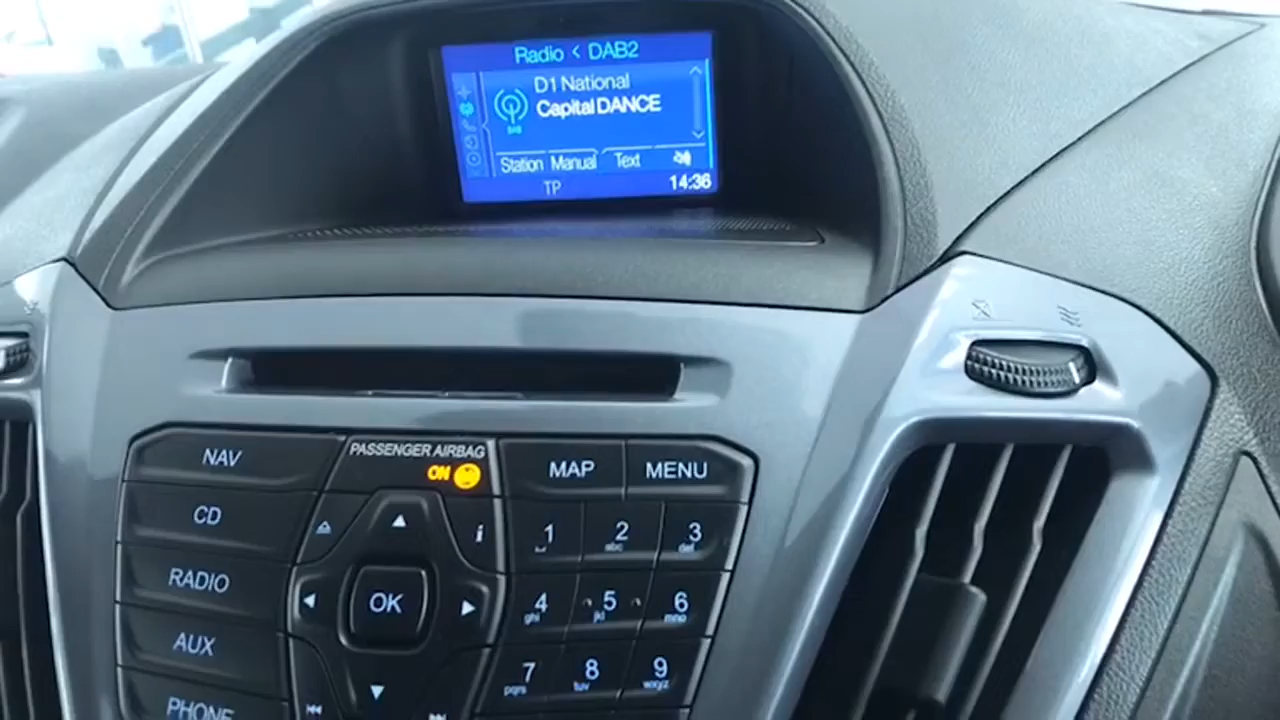 Radio < DAB2
D1 National
Capital DANCE
Station Manual Text
TP 14:36
PASSENGER AIRBAG
ON
NAV
MAP MENU
CD
i
1 2 abc 3 def
RADIO
OK
4 ghi 5 jkl 6 mno
AUX
7 pqrs 8 tuv 9 wxyz
PHONE